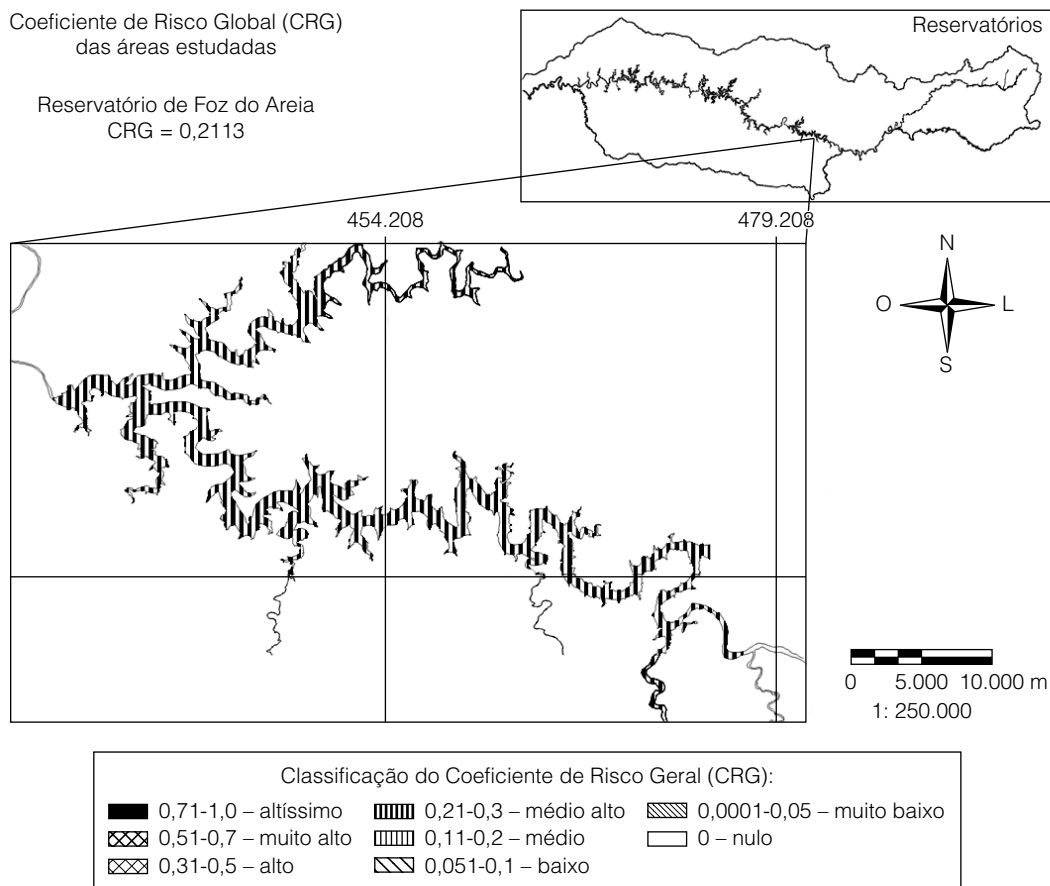 Coeficiente de Risco Global (CRG)
das áreas estudadas
Reservatório de Foz do Areia
CRG = 0,2113
Reservatórios
454.208
479.208
N
O
L
S
0 5.000 10.000 m
1: 250.000
Classificação do Coeficiente de Risco Geral (CRG):
0,71-1,0 – altíssimo
0,51-0,7 – muito alto
0,31-0,5 – alto
0,21-0,3 – médio alto
0,11-0,2 – médio
0,051-0,1 – baixo
0,0001-0,05 – muito baixo
0 – nulo